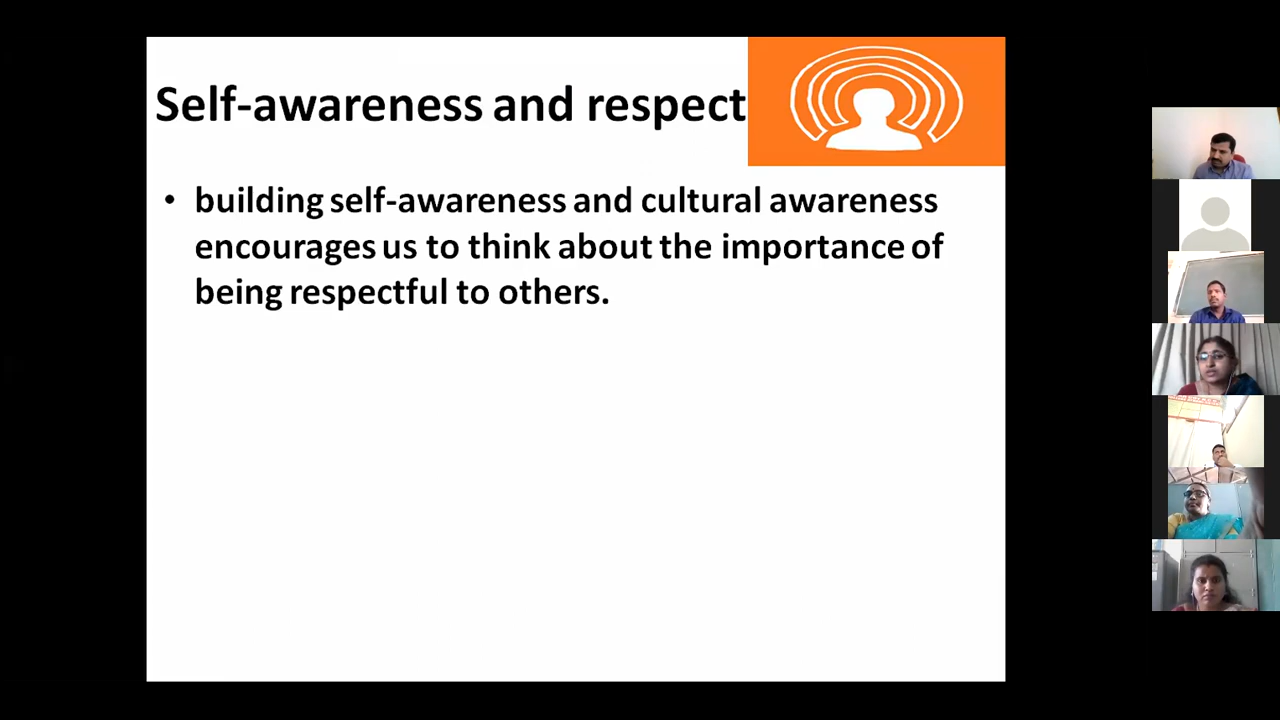 Self-awareness and respect
• building self-awareness and cultural awareness
encourages us to think about the importance of
being respectful to others.